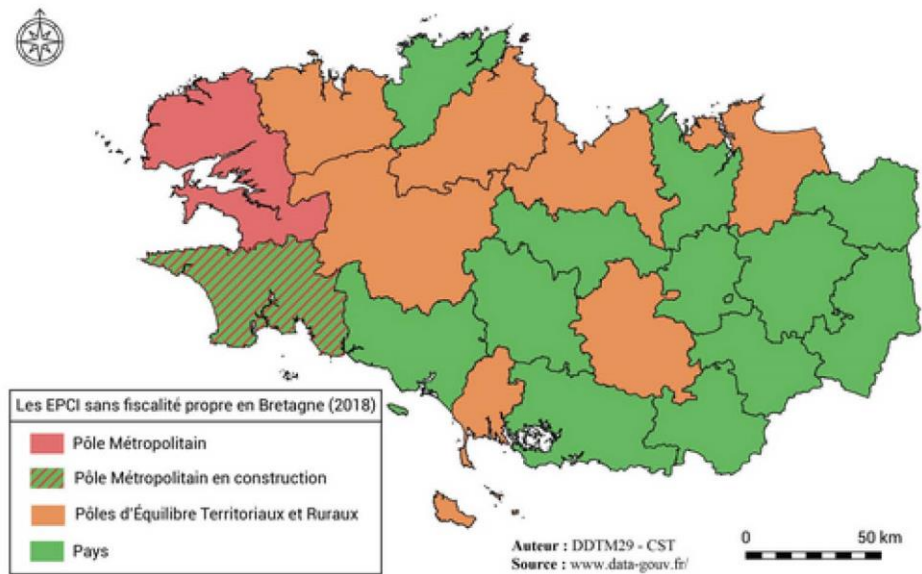 Les EPCI sans fiscalité propre en Bretagne (2018)
Pôle Métropolitain
Pôle Métropolitain en construction
Pôles d'Équilibre Territoriaux et Ruraux
Pays
Auteur : DDTM29 - CST
Source : www.data-gouv.fr/
0 50 km